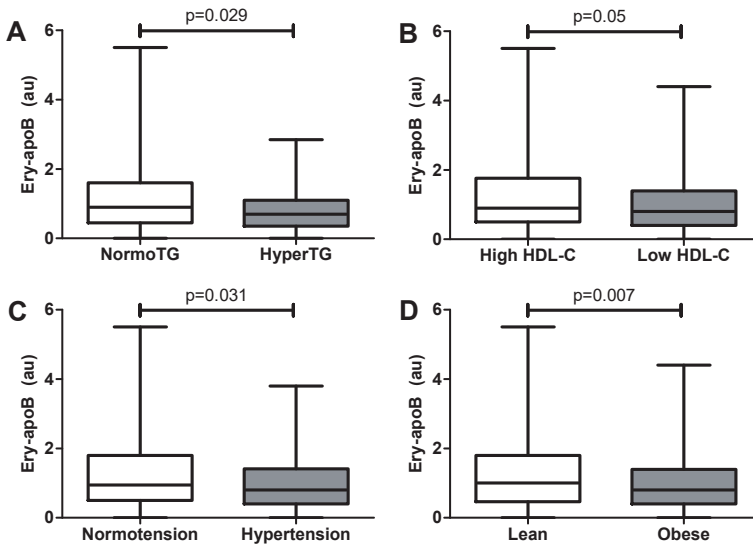 A
p=0.029
Ery-apoB (au)
6
4
2
0
NormoTG
HyperTG
B
p=0.05
Ery-apoB (au)
6
4
2
0
High HDL-C
Low HDL-C
C
p=0.031
Ery-apoB (au)
6
4
2
0
Normotension
Hypertension
D
p=0.007
Ery-apoB (au)
6
4
2
0
Lean
Obese